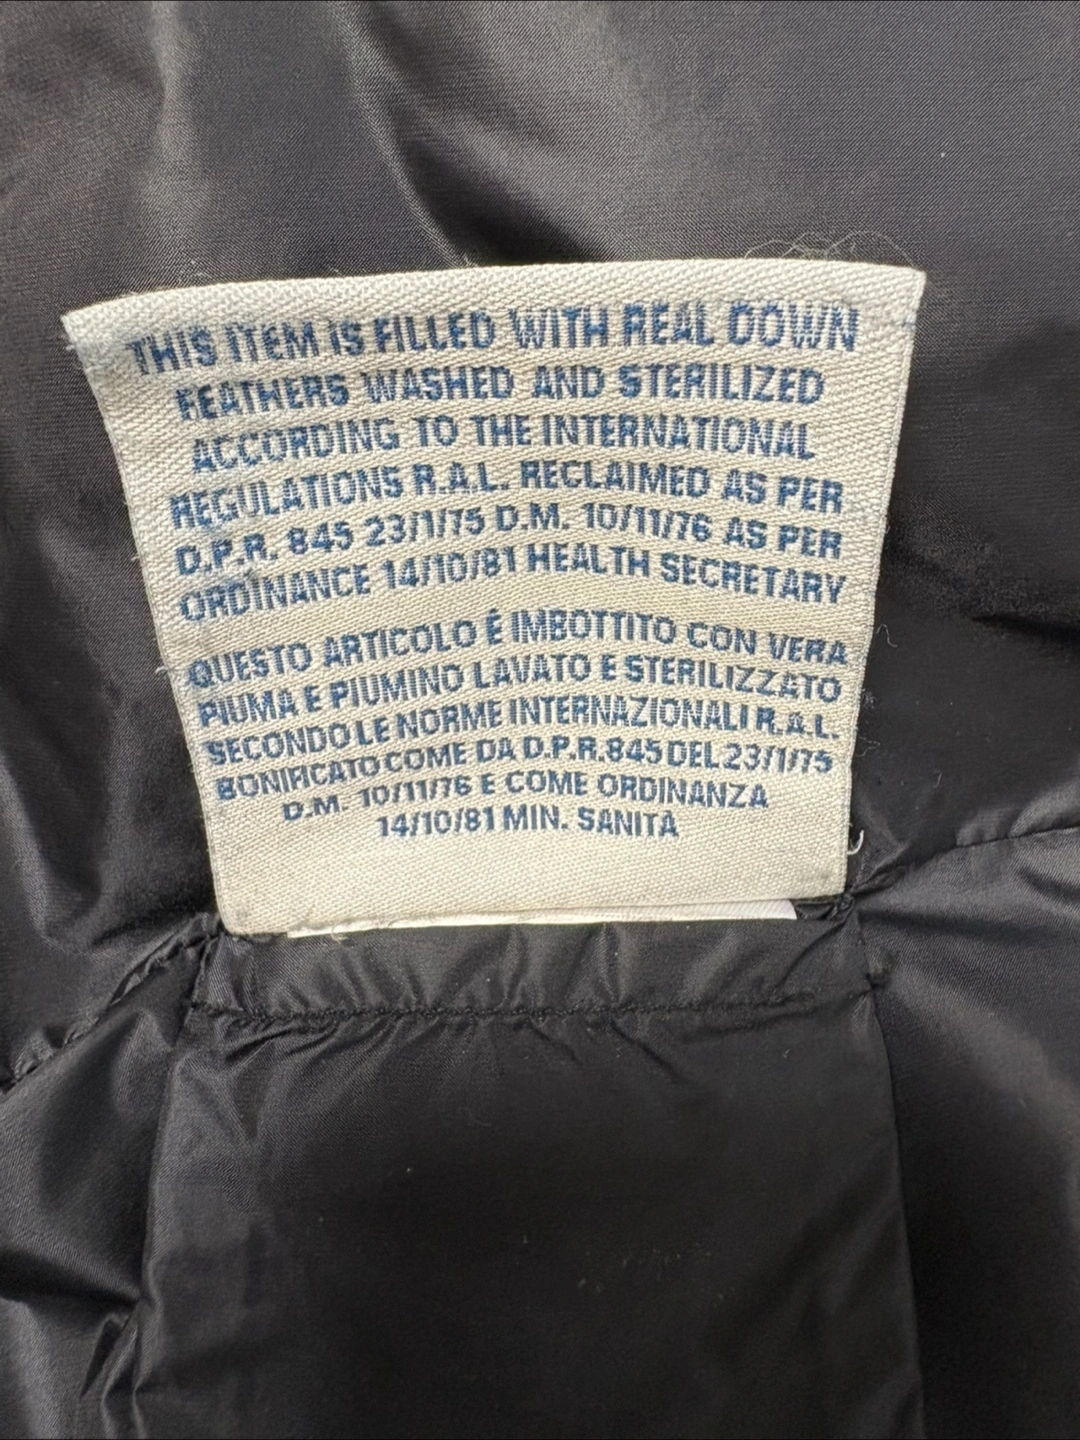 THIS ITEM IS FILLED WITH REAL DOWN
FEATHERS WASHED AND STERILIZED
ACCORDING TO THE INTERNATIONAL
REGULATIONS R.A.L. RECLAIMED AS PER
D.P.R. 845 23/1/75 D.M. 10/11/76 AS PER
ORDINANCE 14/10/81 HEALTH SECRETARY
QUESTO ARTICOLO É IMBOTTITO CON VERA
PIUMA E PIUMINO LAVATO E STERILIZZATO
SECONDO LE NORME INTERNAZIONALI R.A.L.
BONIFICATO COME DA D.P.R. 845 DEL 23/1/75
D.M. 10/11/76 E COME ORDINANZA
14/10/81 MIN. SANITÀ